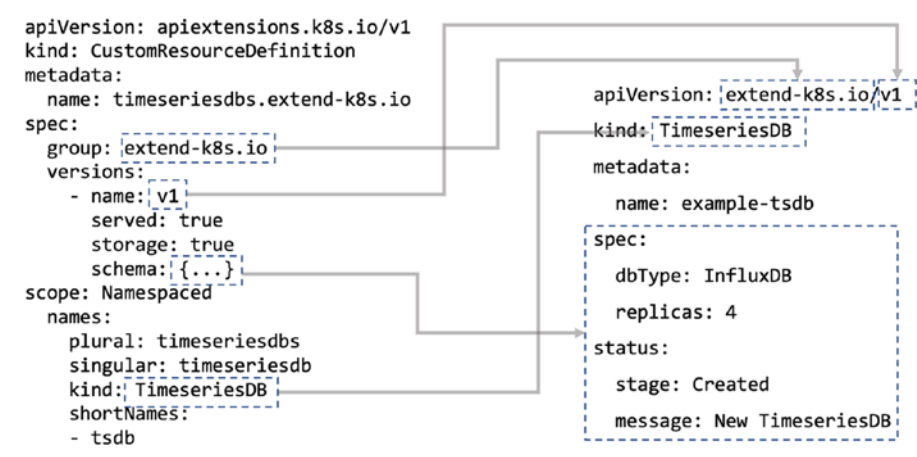 apiVersion: apiextensions.k8s.io/v1
kind: CustomResourceDefinition
metadata:
  name: timeseriesdbs.extend-k8s.io
spec:
  group: extend-k8s.io
  versions:
    - name: v1
      served: true
      storage: true
      schema: {...}
scope: Namespaced
  names:
    plural: timeseriesdbs
    singular: timeseriesdb
    kind: TimeseriesDB
    shortNames:
    - tsdb
apiVersion: extend-k8s.io/v1
kind: TimeseriesDB
metadata:
  name: example-tsdb
spec:
  dbType: InfluxDB
  replicas: 4
status:
  stage: Created
  message: New TimeseriesDB